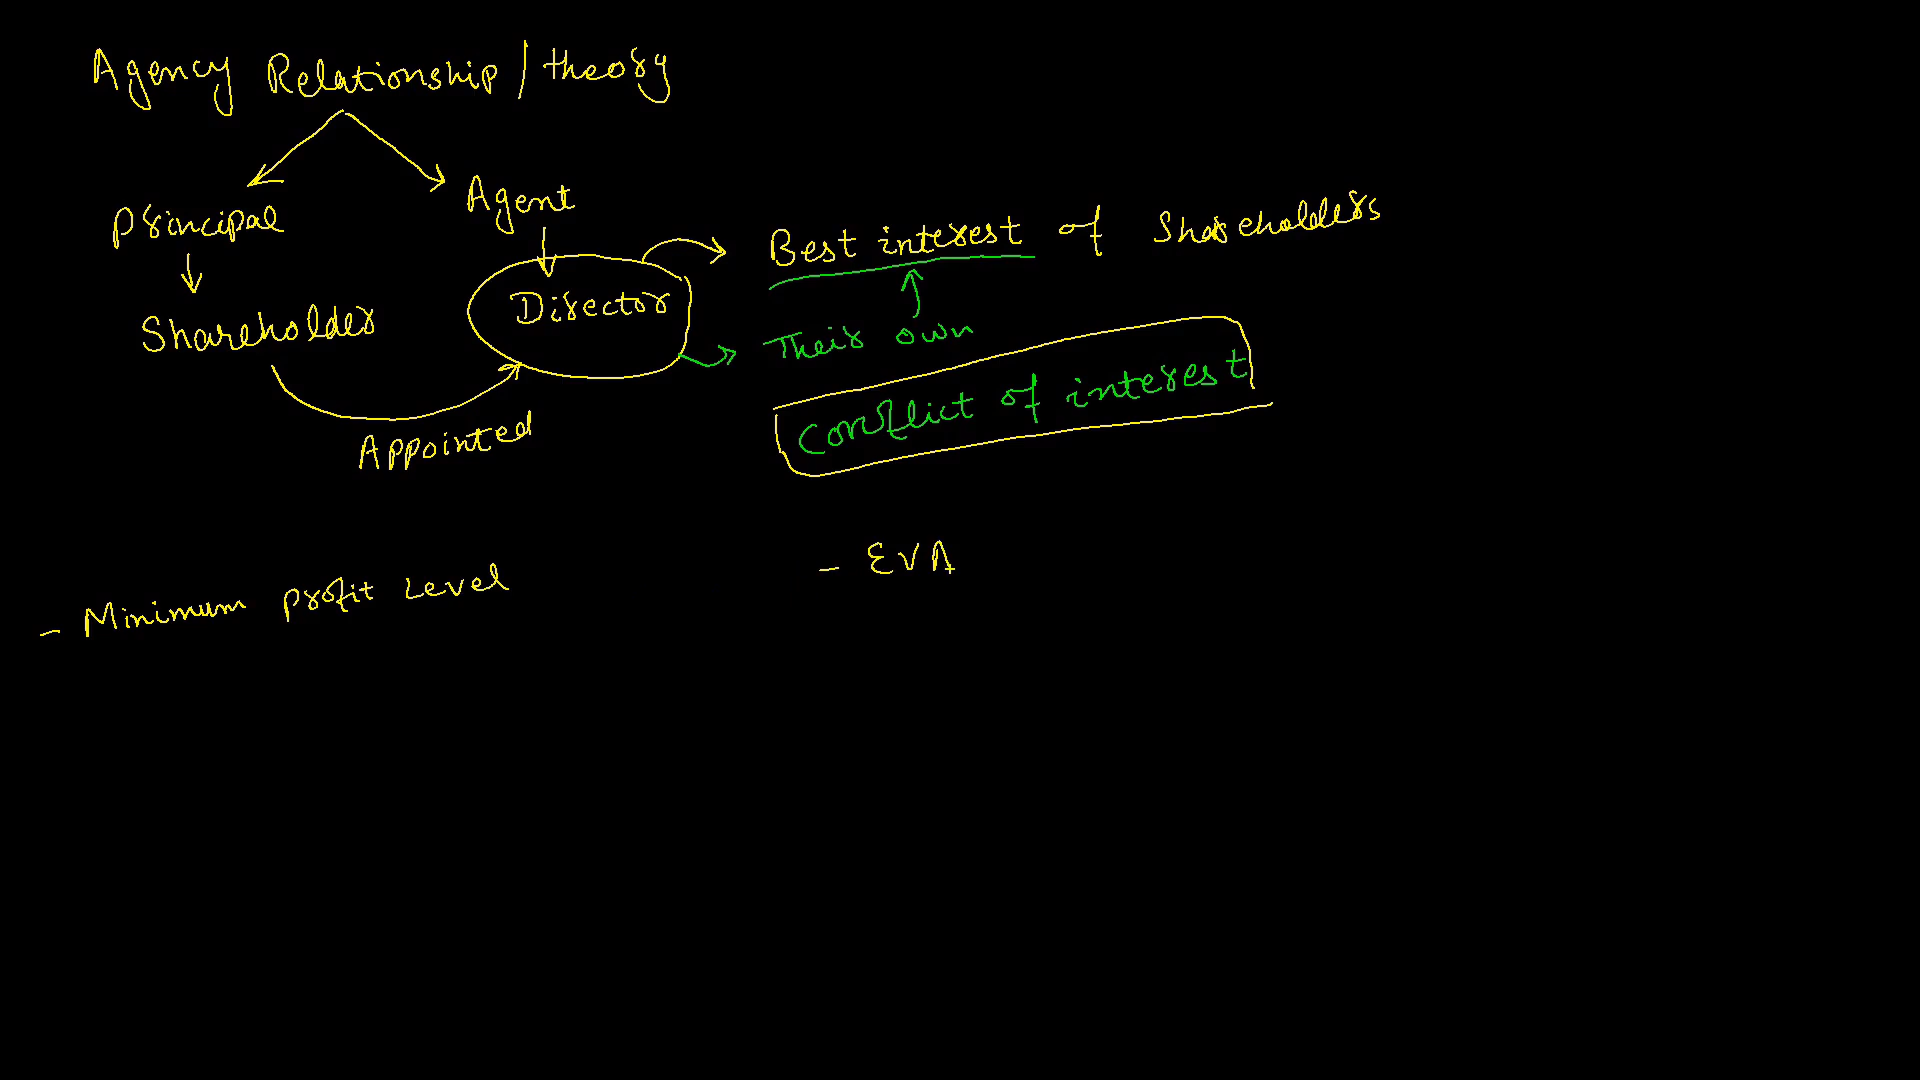 Agency Relationship / theory
Principal
Agent
Shareholder
Director
Appointed
Best interest of Shareholders
Their own
Conflict of interest
- Minimum profit Level
- EVA